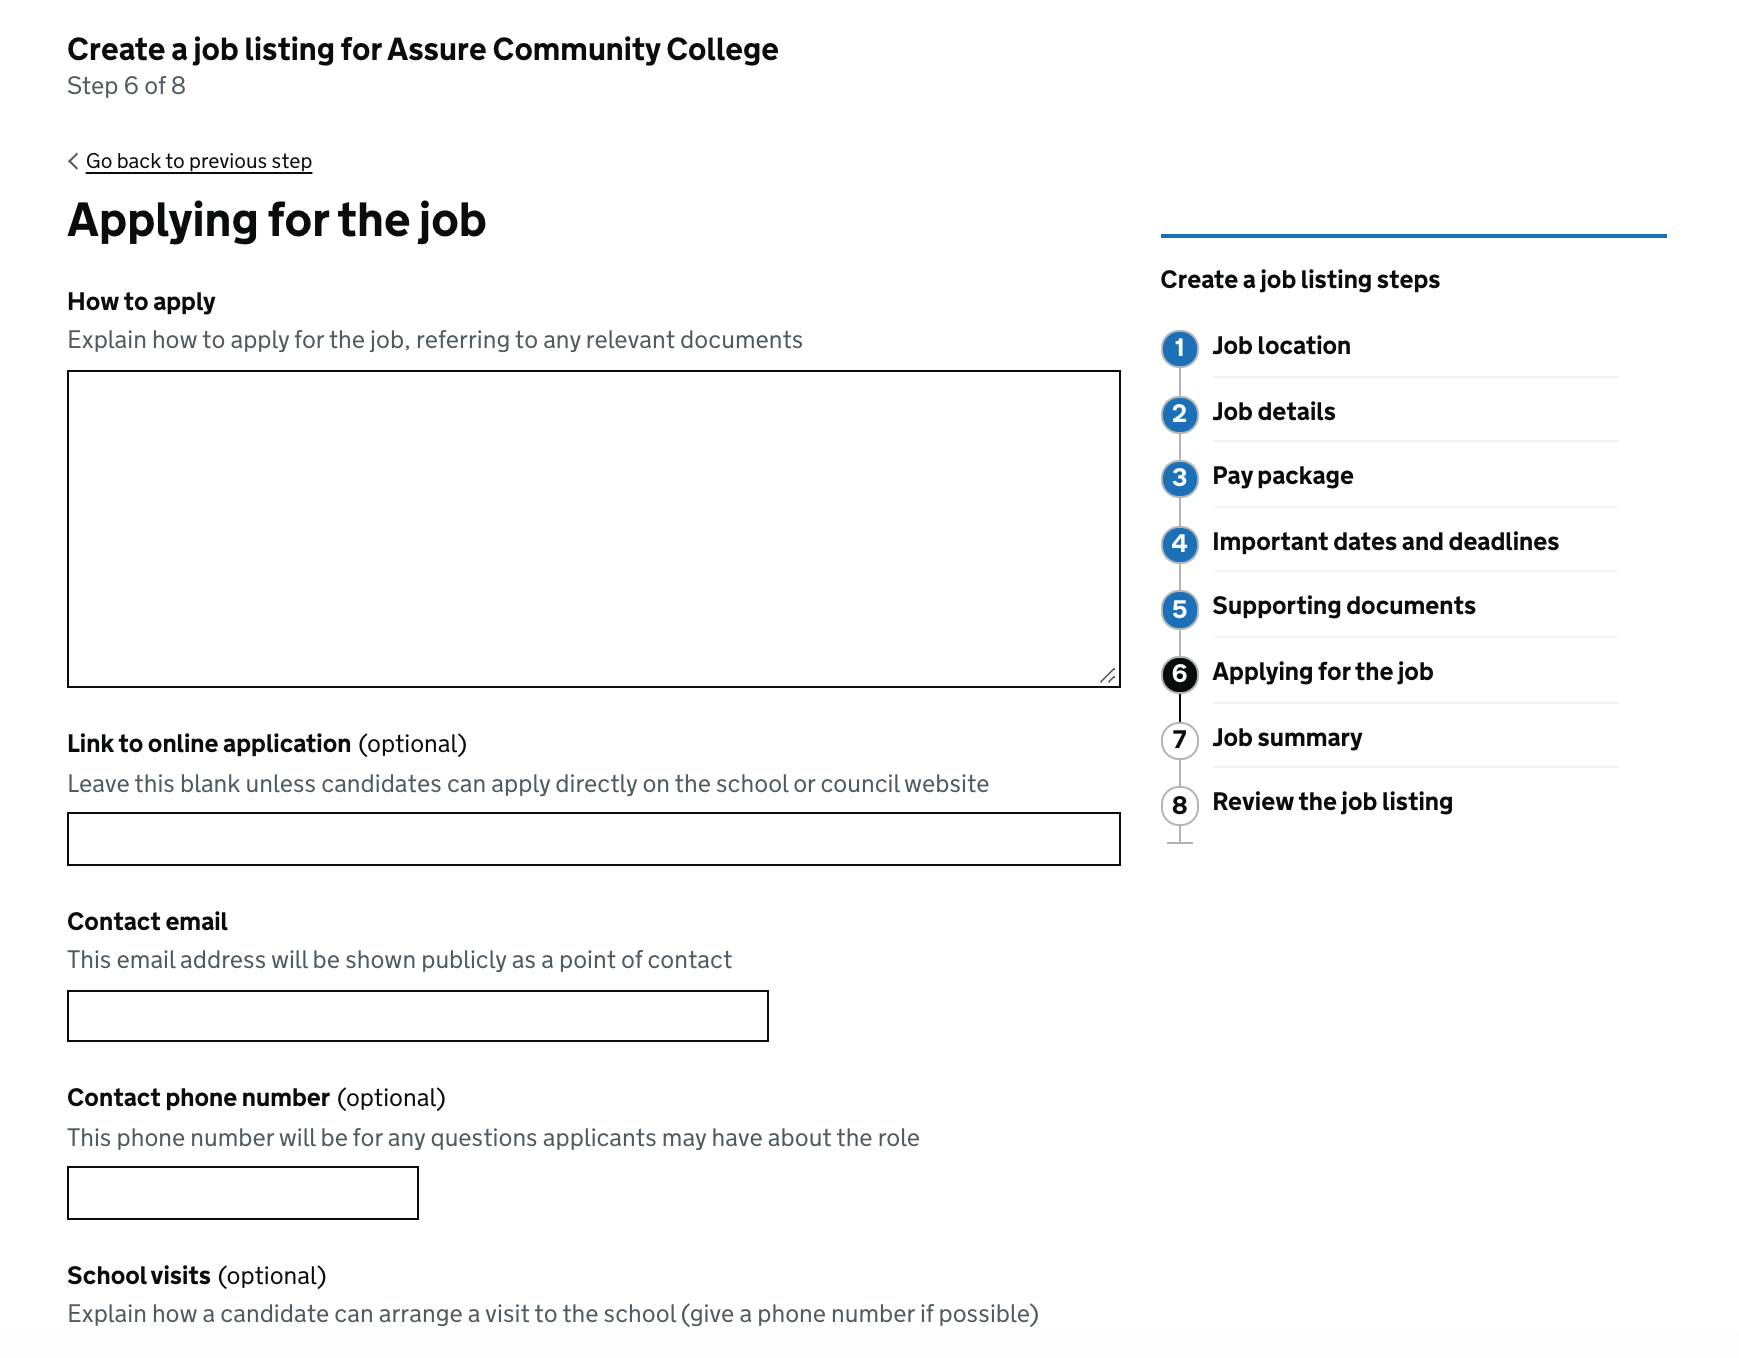 Create a job listing for Assure Community College
Step 6 of 8
Go back to previous step
Applying for the job
How to apply
Explain how to apply for the job, referring to any relevant documents
Link to online application (optional)
Leave this blank unless candidates can apply directly on the school or council website
Contact email
This email address will be shown publicly as a point of contact
Contact phone number (optional)
This phone number will be for any questions applicants may have about the role
School visits (optional)
Explain how a candidate can arrange a visit to the school (give a phone number if possible)
Create a job listing steps
1 Job location
2 Job details
3 Pay package
4 Important dates and deadlines
5 Supporting documents
6 Applying for the job
7 Job summary
8 Review the job listing